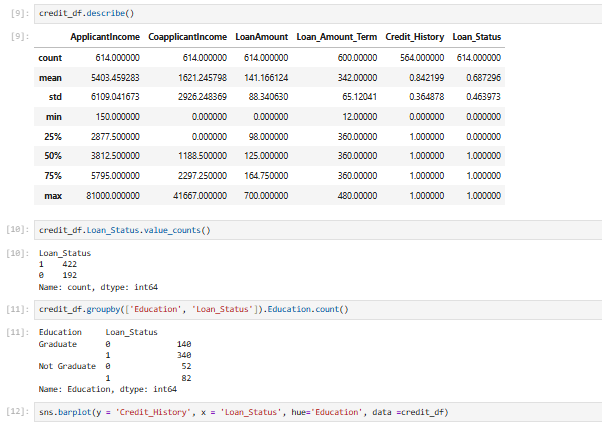 [9]: credit_df.describe()
[9]:
ApplicantIncome CoapplicantIncome LoanAmount Loan_Amount_Term Credit_History Loan_Status
count 614.000000 614.000000 614.000000 600.00000 564.000000 614.000000
mean 5403.459283 1621.245798 141.166124 342.00000 0.842199 0.687296
std 6109.041673 2926.248369 88.340630 65.12041 0.364878 0.463973
min 150.000000 0.000000 0.000000 12.00000 0.000000 0.000000
25% 2877.500000 0.000000 98.000000 360.00000 1.000000 0.000000
50% 3812.500000 1188.500000 125.000000 360.00000 1.000000 1.000000
75% 5795.000000 2297.250000 164.750000 360.00000 1.000000 1.000000
max 81000.000000 41667.000000 700.000000 480.00000 1.000000 1.000000
[10]: credit_df.Loan_Status.value_counts()
[10]: Loan_Status
1 422
0 192
Name: count, dtype: int64
[11]: credit_df.groupby(['Education', 'Loan_Status']).Education.count()
[11]: Education Loan_Status
Graduate 0 140
1 340
Not Graduate 0 52
1 82
Name: Education, dtype: int64
[12]: sns.barplot(y = 'Credit_History', x = 'Loan_Status', hue='Education', data =credit_df)